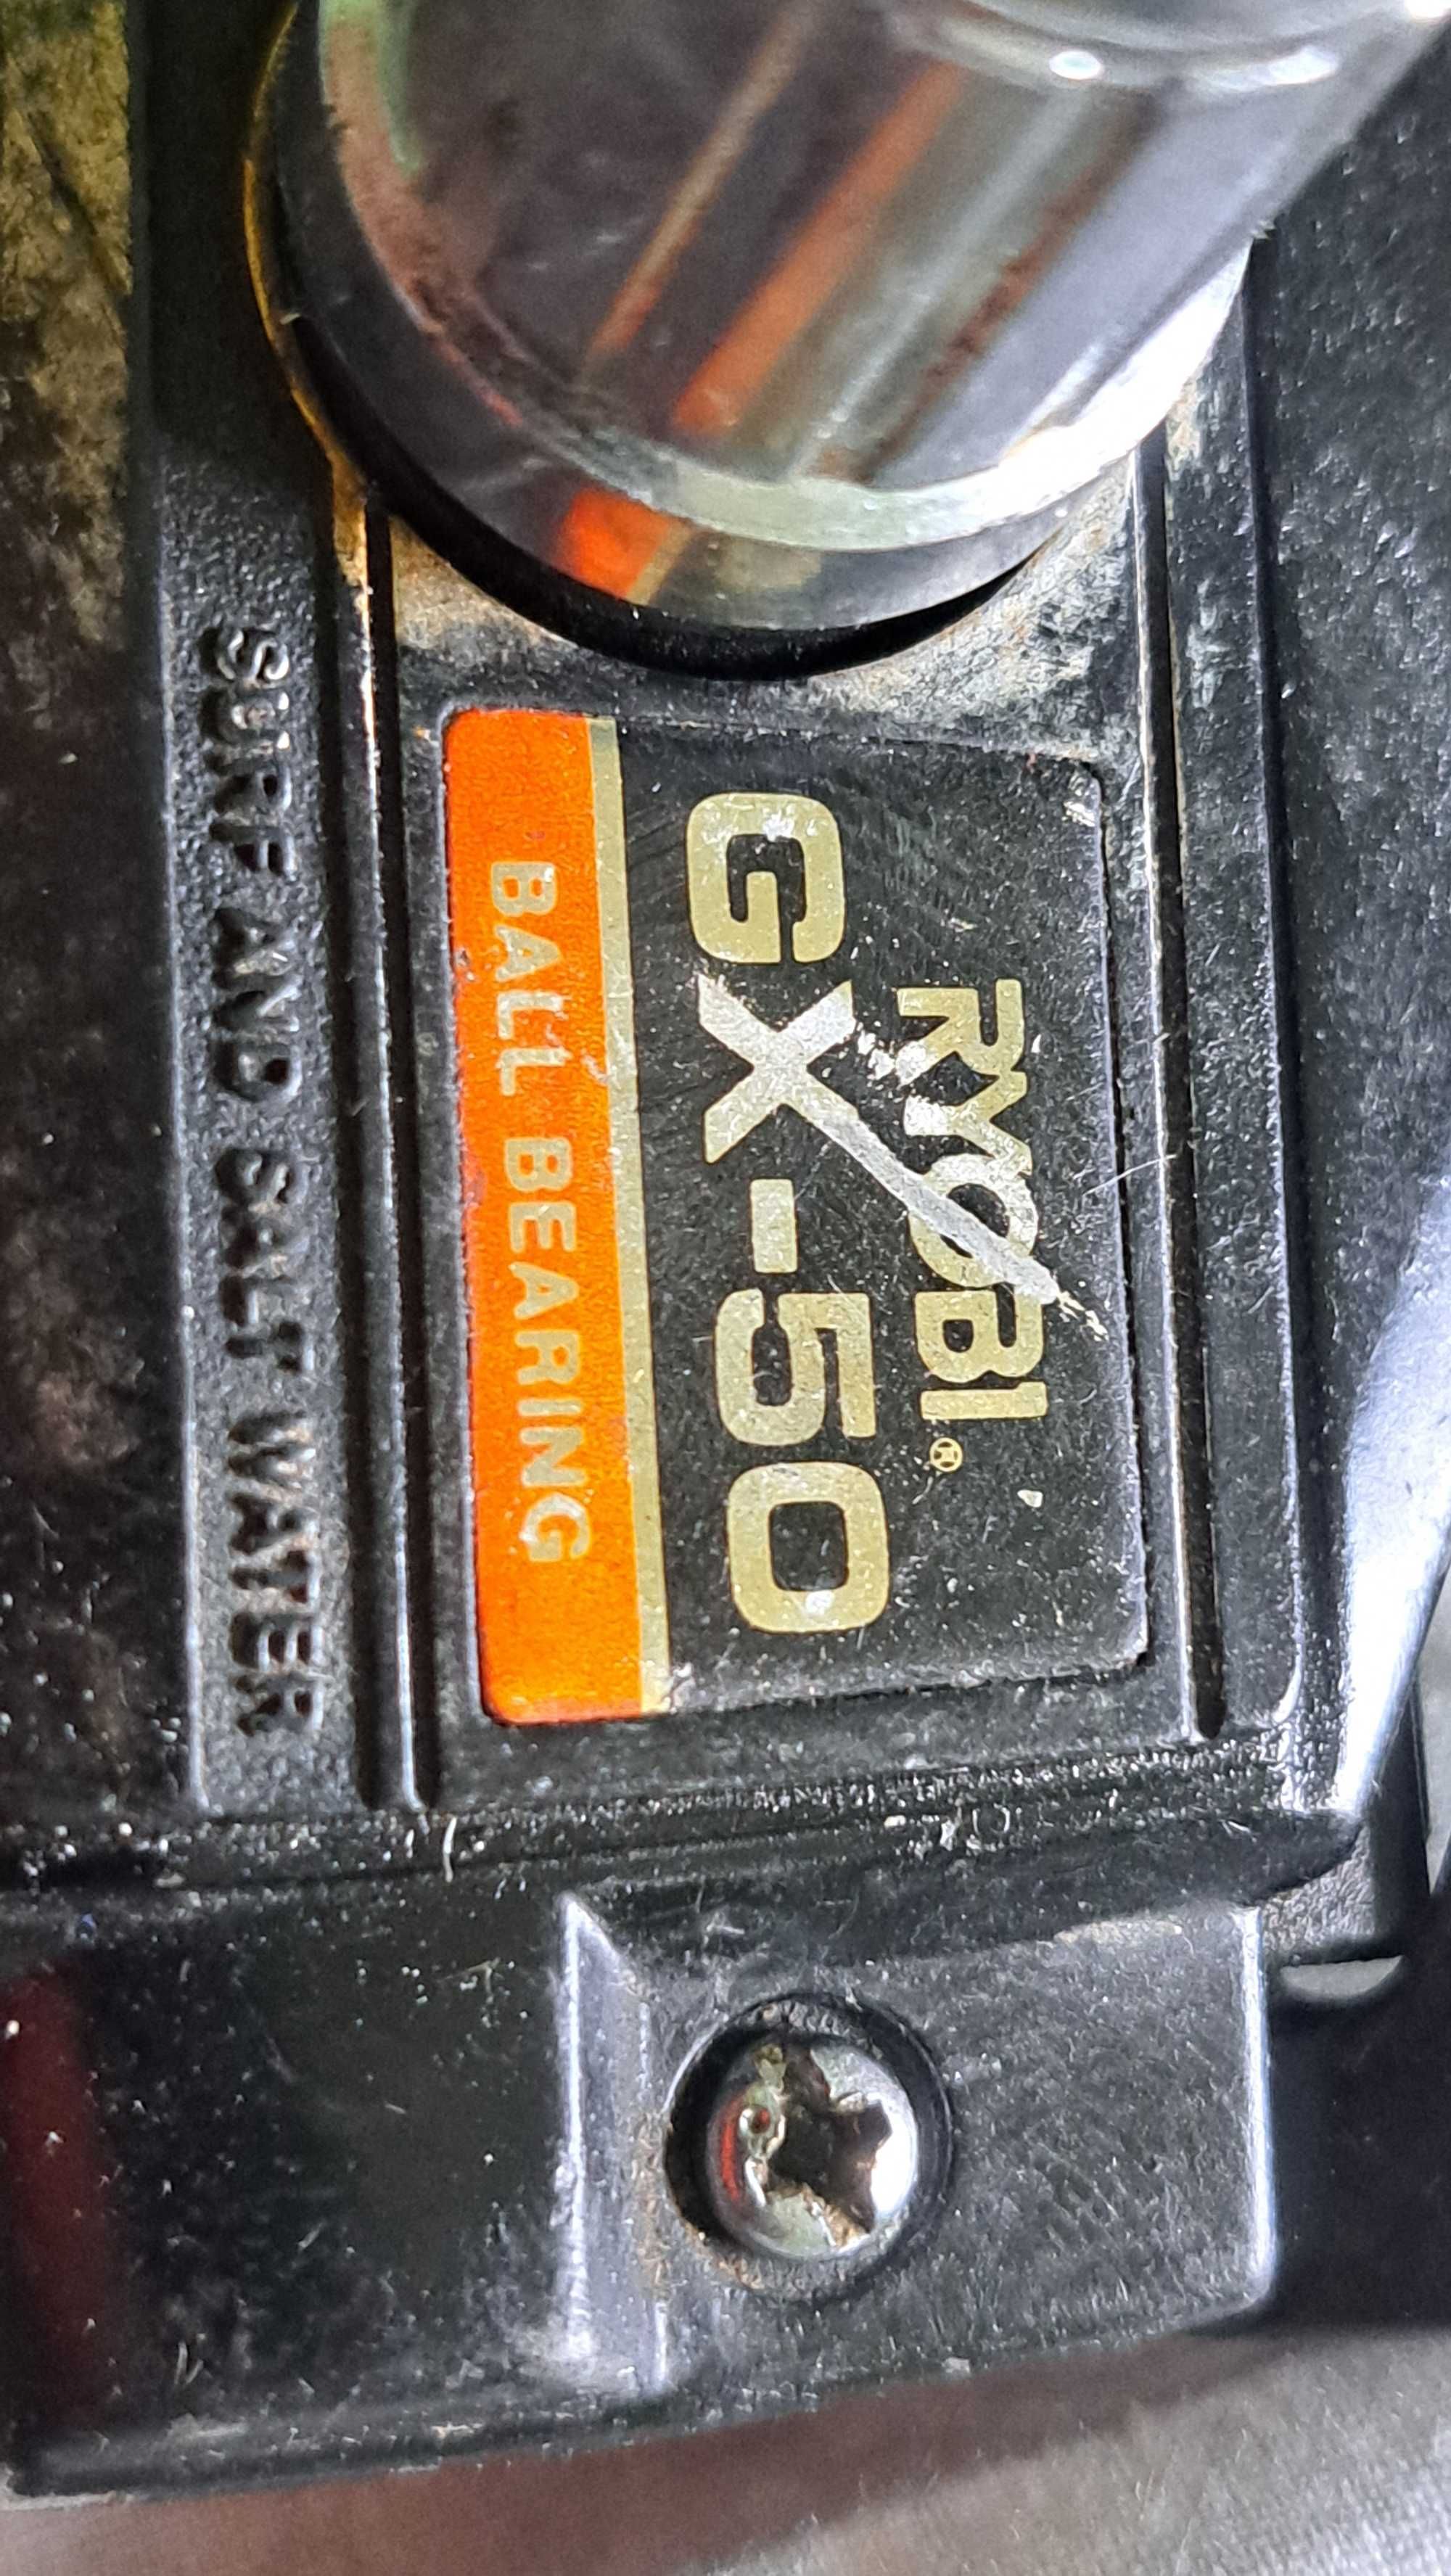 RYOBI®
GX-50
BALL BEARING
SURF AND SALT WATER